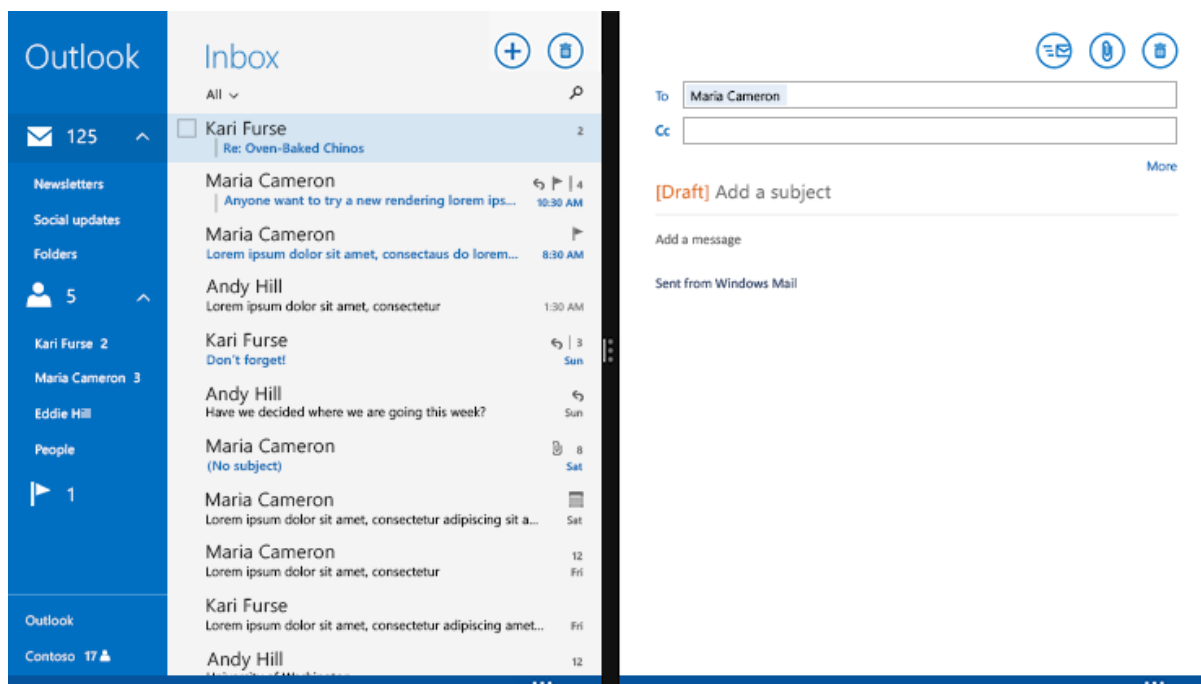 Outlook
125
Newsletters
Social updates
Folders
5
Kari Furse 2
Maria Cameron 3
Eddie Hill
People
1
Outlook
Contoso 17
Inbox
All
Kari Furse 2
Re: Oven-Baked Chinos
Maria Cameron 4
Anyone want to try a new rendering lorem ips... 10:30 AM
Maria Cameron
Lorem ipsum dolor sit amet, consectaus do lorem... 8:30 AM
Andy Hill
Lorem ipsum dolor sit amet, consectetur 1:30 AM
Kari Furse 3
Don't forget! Sun
Andy Hill
Have we decided where we are going this week? Sun
Maria Cameron 8
(No subject) Sat
Maria Cameron
Lorem ipsum dolor sit amet, consectetur adipiscing sit a... Sat
Maria Cameron 12
Lorem ipsum dolor sit amet, consectetur Fri
Kari Furse
Lorem ipsum dolor sit amet, consectetur adipiscing amet... Fri
Andy Hill 12
To Maria Cameron
Cc
More
[Draft] Add a subject
Add a message
Sent from Windows Mail